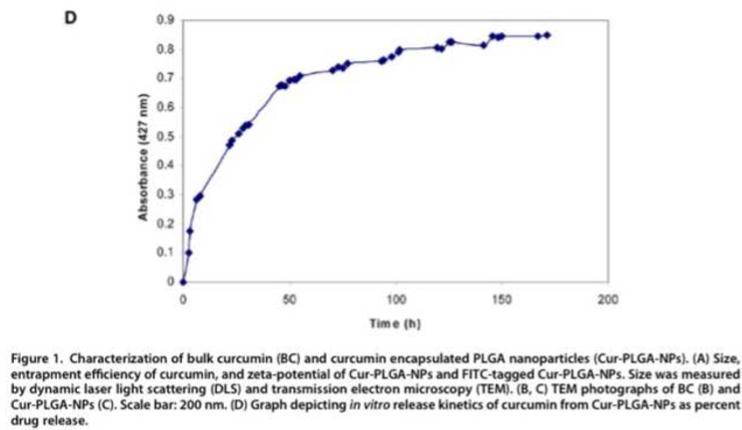 D
0.9
0.8
0.7
0.6
0.5
0.4
0.3
0.2
0.1
0
Absorbance (427 nm)
0 50 100 150 200
Time (h)
Figure 1. Characterization of bulk curcumin (BC) and curcumin encapsulated PLGA nanoparticles (Cur-PLGA-NPs). (A) Size,
entrapment efficiency of curcumin, and zeta-potential of Cur-PLGA-NPs and FITC-tagged Cur-PLGA-NPs. Size was measured
by dynamic laser light scattering (DLS) and transmission electron microscopy (TEM). (B, C) TEM photographs of BC (B) and
Cur-PLGA-NPs (C). Scale bar: 200 nm. (D) Graph depicting in vitro release kinetics of curcumin from Cur-PLGA-NPs as percent
drug release.